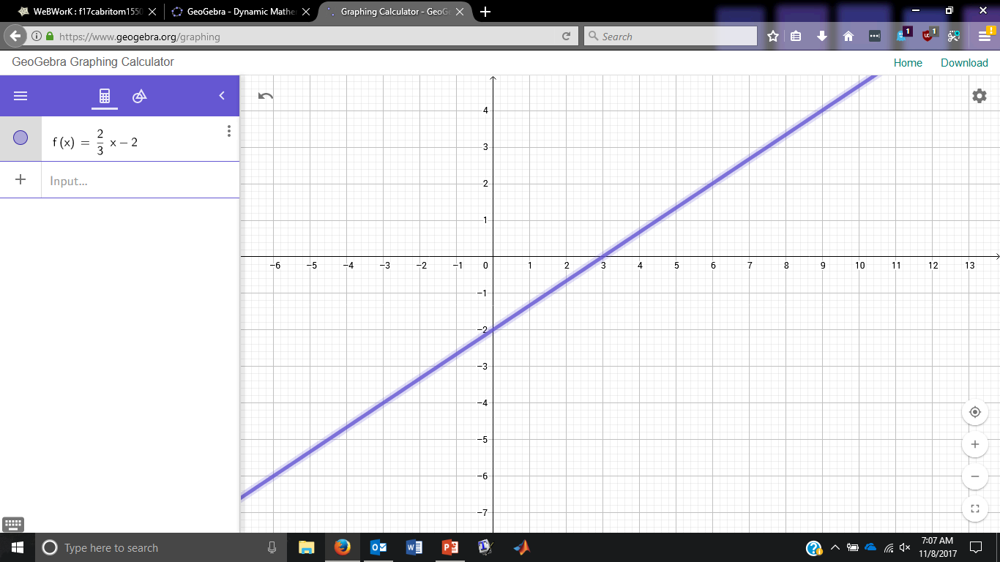 WeBWorK : f17cabritom1550
GeoGebra - Dynamic Mathe
Graphing Calculator - GeoG
https://www.geogebra.org/graphing
Search
1
1
GeoGebra Graphing Calculator
Home
Download
f (x) = 2/3 x − 2
Input...
4
3
2
1
−6 −5 −4 −3 −2 −1 0 1 2 3 4 5 6 7 8 9 10 11 12 13
−1
−2
−3
−4
−5
−6
−7
Type here to search
7:07 AM
11/8/2017